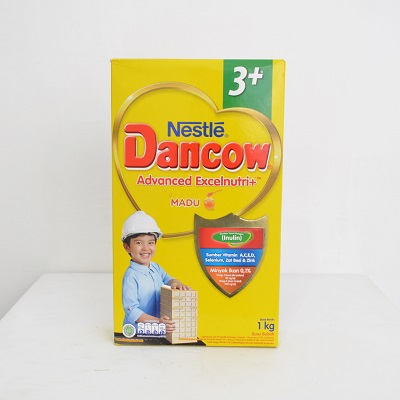 3+
Nestlé
Dancow
Advanced Excelnutri+
MADU
(Inulin)
Sumber Vitamin A,C,E,D,
Selenium, Zat Besi & Zink
Minyak Ikan 0,1%
1 kg